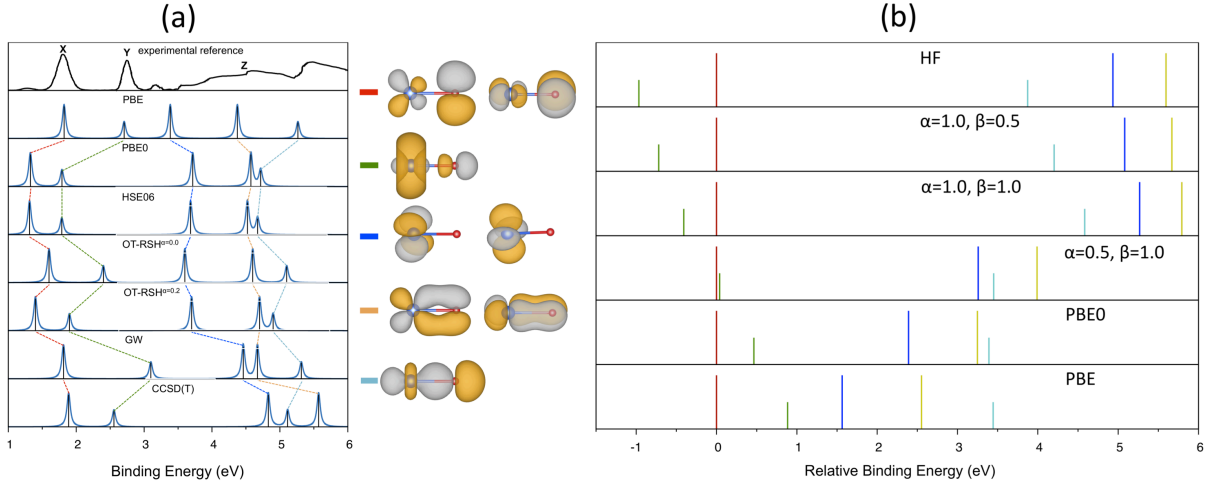 (a)
X
Y
experimental reference
Z
PBE
PBE0
HSE06
OT-RSHα=0.0
OT-RSHα=0.2
GW
CCSD(T)
1 2 3 4 5 6
Binding Energy (eV)
(b)
HF
α=1.0, β=0.5
α=1.0, β=1.0
α=0.5, β=1.0
PBE0
PBE
-1 0 1 2 3 4 5 6
Relative Binding Energy (eV)